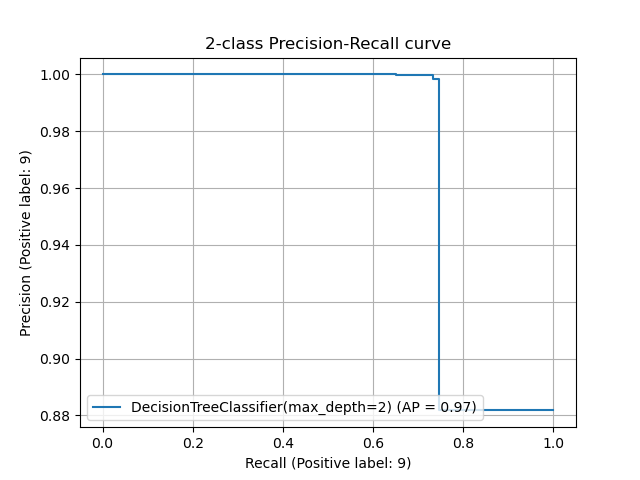 2-class Precision-Recall curve
1.00
0.98
0.96
0.94
0.92
0.90
0.88
Precision (Positive label: 9)
DecisionTreeClassifier(max_depth=2) (AP = 0.97)
0.0 0.2 0.4 0.6 0.8 1.0
Recall (Positive label: 9)